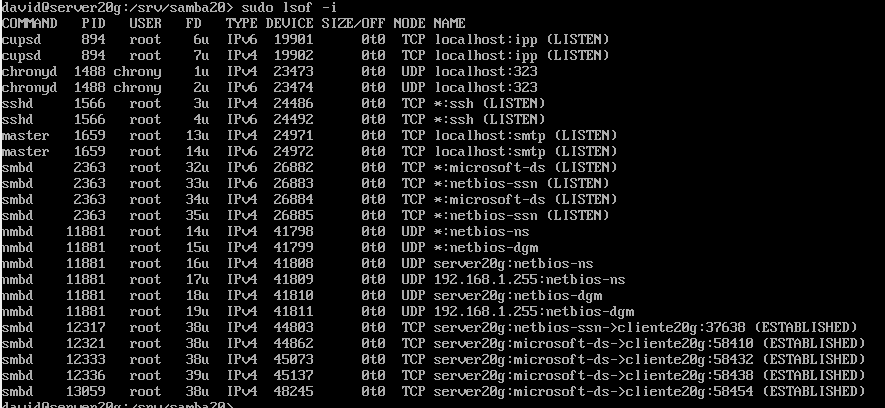 david@server20g:/srv/samba20> sudo lsof -i
COMMAND   PID   USER   FD   TYPE DEVICE SIZE/OFF NODE NAME
cupsd     894   root    6u  IPv6  19901      0t0  TCP localhost:ipp (LISTEN)
cupsd     894   root    7u  IPv4  19902      0t0  TCP localhost:ipp (LISTEN)
chronyd  1488 chrony    1u  IPv4  23473      0t0  UDP localhost:323
chronyd  1488 chrony    2u  IPv6  23474      0t0  UDP localhost:323
sshd     1566   root    3u  IPv4  24486      0t0  TCP *:ssh (LISTEN)
sshd     1566   root    4u  IPv6  24492      0t0  TCP *:ssh (LISTEN)
master   1659   root   13u  IPv4  24971      0t0  TCP localhost:smtp (LISTEN)
master   1659   root   14u  IPv6  24972      0t0  TCP localhost:smtp (LISTEN)
smbd     2363   root   32u  IPv6  26882      0t0  TCP *:microsoft-ds (LISTEN)
smbd     2363   root   33u  IPv6  26883      0t0  TCP *:netbios-ssn (LISTEN)
smbd     2363   root   34u  IPv4  26884      0t0  TCP *:microsoft-ds (LISTEN)
smbd     2363   root   35u  IPv4  26885      0t0  TCP *:netbios-ssn (LISTEN)
nmbd    11881   root   14u  IPv4  41798      0t0  UDP *:netbios-ns
nmbd    11881   root   15u  IPv4  41799      0t0  UDP *:netbios-dgm
nmbd    11881   root   16u  IPv4  41808      0t0  UDP server20g:netbios-ns
nmbd    11881   root   17u  IPv4  41809      0t0  UDP 192.168.1.255:netbios-ns
nmbd    11881   root   18u  IPv4  41810      0t0  UDP server20g:netbios-dgm
nmbd    11881   root   19u  IPv4  41811      0t0  UDP 192.168.1.255:netbios-dgm
smbd    12317   root   38u  IPv4  44803      0t0  TCP server20g:netbios-ssn->cliente20g:37638 (ESTABLISHED)
smbd    12321   root   38u  IPv4  44862      0t0  TCP server20g:microsoft-ds->cliente20g:58410 (ESTABLISHED)
smbd    12333   root   38u  IPv4  45073      0t0  TCP server20g:microsoft-ds->cliente20g:58432 (ESTABLISHED)
smbd    12336   root   39u  IPv4  45137      0t0  TCP server20g:microsoft-ds->cliente20g:58438 (ESTABLISHED)
smbd    13059   root   38u  IPv4  48245      0t0  TCP server20g:microsoft-ds->cliente20g:58454 (ESTABLISHED)
david@server20g:/srv/samba20>